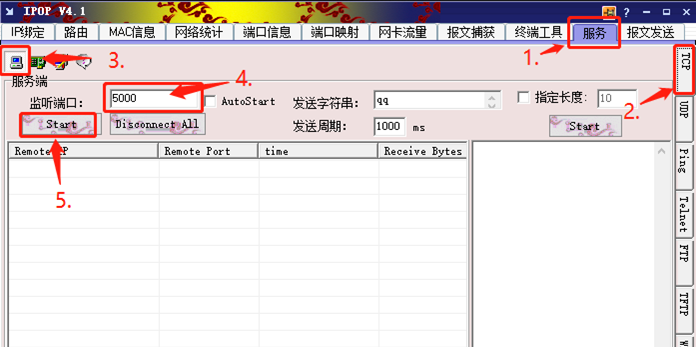 IPOP V4.1
IP绑定 路由 MAC信息 网络统计 端口信息 端口映射 网卡流量 报文捕获 终端工具 服务 报文发送
1.
3.
服务端
4.
监听端口: 5000 AutoStart 发送字符串: qq 指定长度: 10
2.
Start Disconnect All 发送周期: 1000 ms Start
Remote IP Remote Port time Receive Bytes
5.
TCP
UDP
Ping
Telnet
FTP
TFTP
W